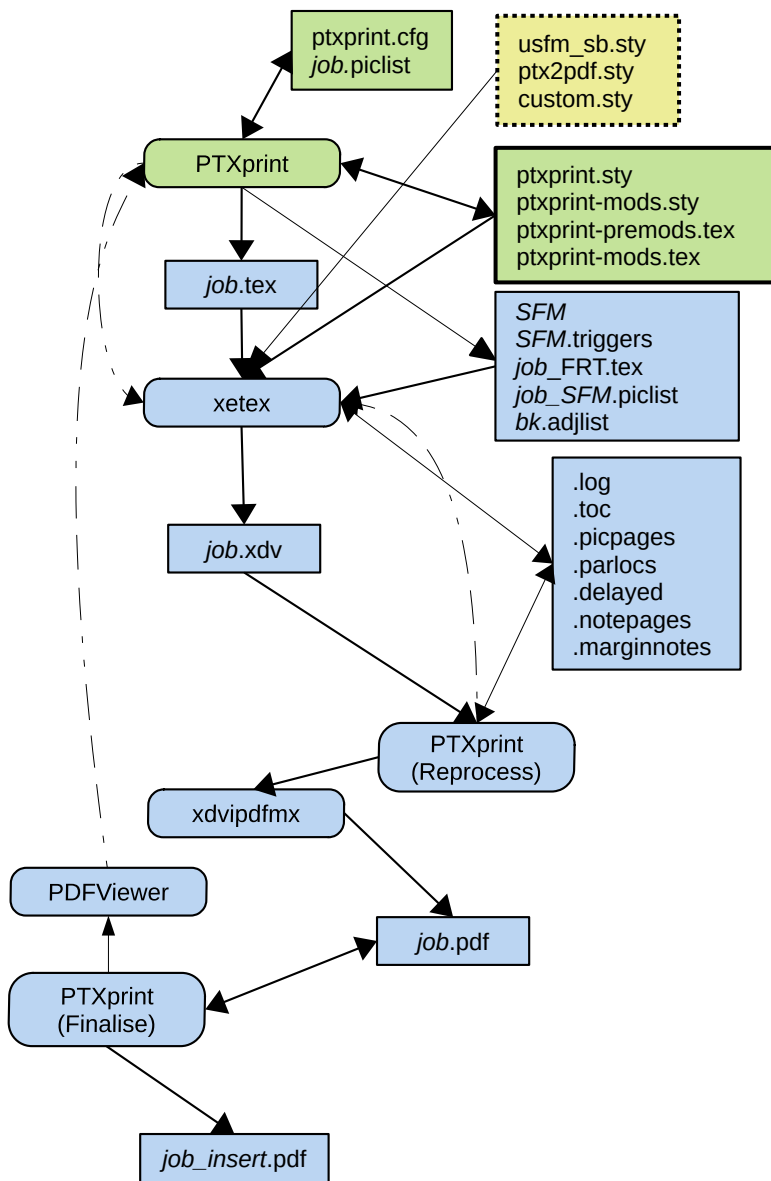 ptxprint.cfg
job.piclist
usfm_sb.sty
ptx2pdf.sty
custom.sty
PTXprint
ptxprint.sty
ptxprint-mods.sty
ptxprint-premods.tex
ptxprint-mods.tex
job.tex
SFM
SFM.triggers
job_FRT.tex
job_SFM.piclist
bk.adjlist
xetex
.log
.toc
.picpages
.parlocs
.delayed
.notepages
.marginnotes
job.xdv
PTXprint
(Reprocess)
xdvipdfmx
PDFViewer
job.pdf
PTXprint
(Finalise)
job_insert.pdf